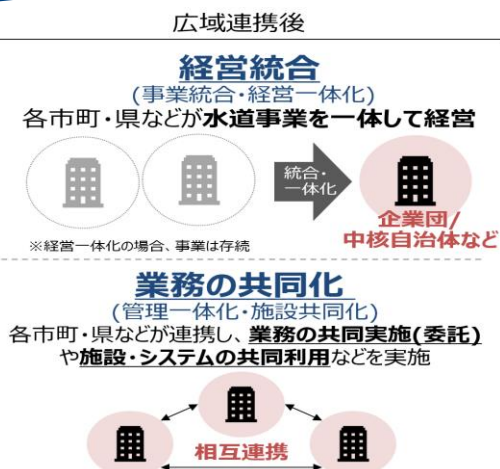 広域連携後
経営統合
(事業統合・経営一体化)
各市町・県などが水道事業を一体して経営
統合・
一体化
企業団/
中核自治体など
※経営一体化の場合、事業は存続
業務の共同化
(管理一体化・施設共同化)
各市町・県などが連携し、業務の共同実施(委託)
や施設・システムの共同利用などを実施
相互連携